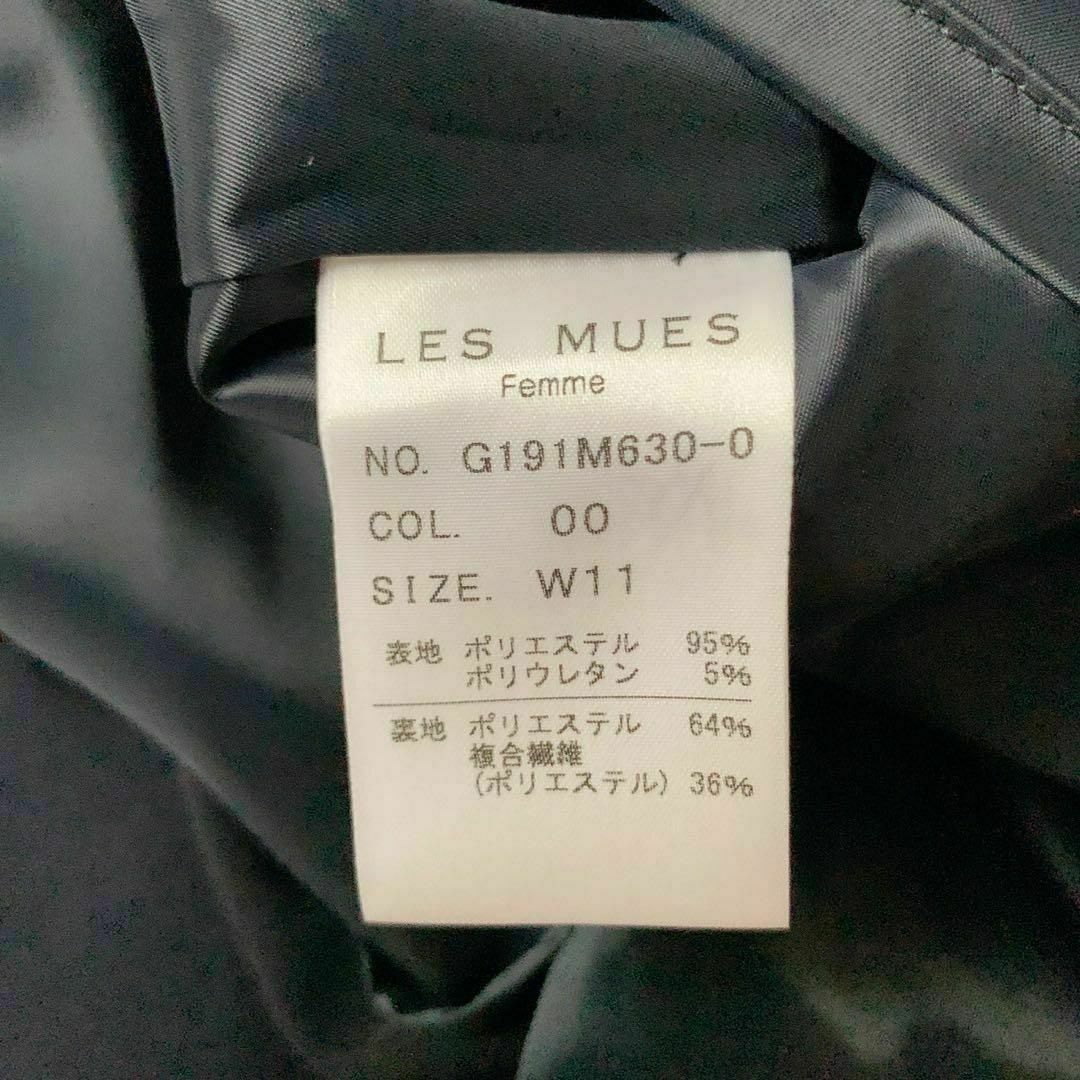 LES MUES
Femme
NO. G191M630-0
COL. 00
SIZE. W11
表地 ポリエステル 95%
ポリウレタン 5%
裏地 ポリエステル 64%
複合繊維
(ポリエステル) 36%